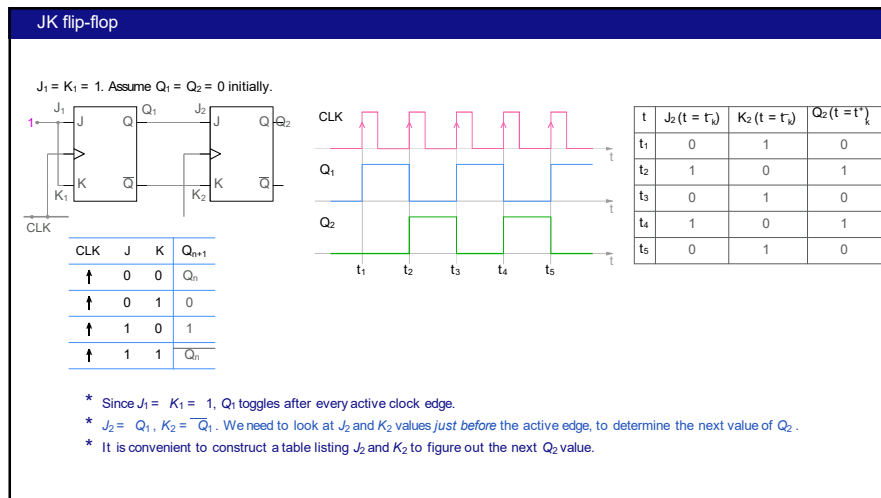 JK flip-flop
J₁ = K₁ = 1. Assume Q₁ = Q₂ = 0 initially.
J₁ Q₁ J₂
1 J Q J Q Q₂
K Q̅ K Q̅
K₁ K₂
CLK
CLK J K Qₙ₊₁
↑ 0 0 Qₙ
↑ 0 1 0
↑ 1 0 1
↑ 1 1 Q̅ₙ
CLK
t
Q₁
t
Q₂
t
t₁ t₂ t₃ t₄ t₅
t J₂ (t = t⁻ₖ) K₂ (t = t⁻ₖ) Q₂ (t = t⁺ₖ)
t₁ 0 1 0
t₂ 1 0 1
t₃ 0 1 0
t₄ 1 0 1
t₅ 0 1 0
* Since J₁ = K₁ = 1, Q₁ toggles after every active clock edge.
* J₂ = Q₁ , K₂ = Q̅₁ . We need to look at J₂ and K₂ values just before the active edge, to determine the next value of Q₂ .
* It is convenient to construct a table listing J₂ and K₂ to figure out the next Q₂ value.